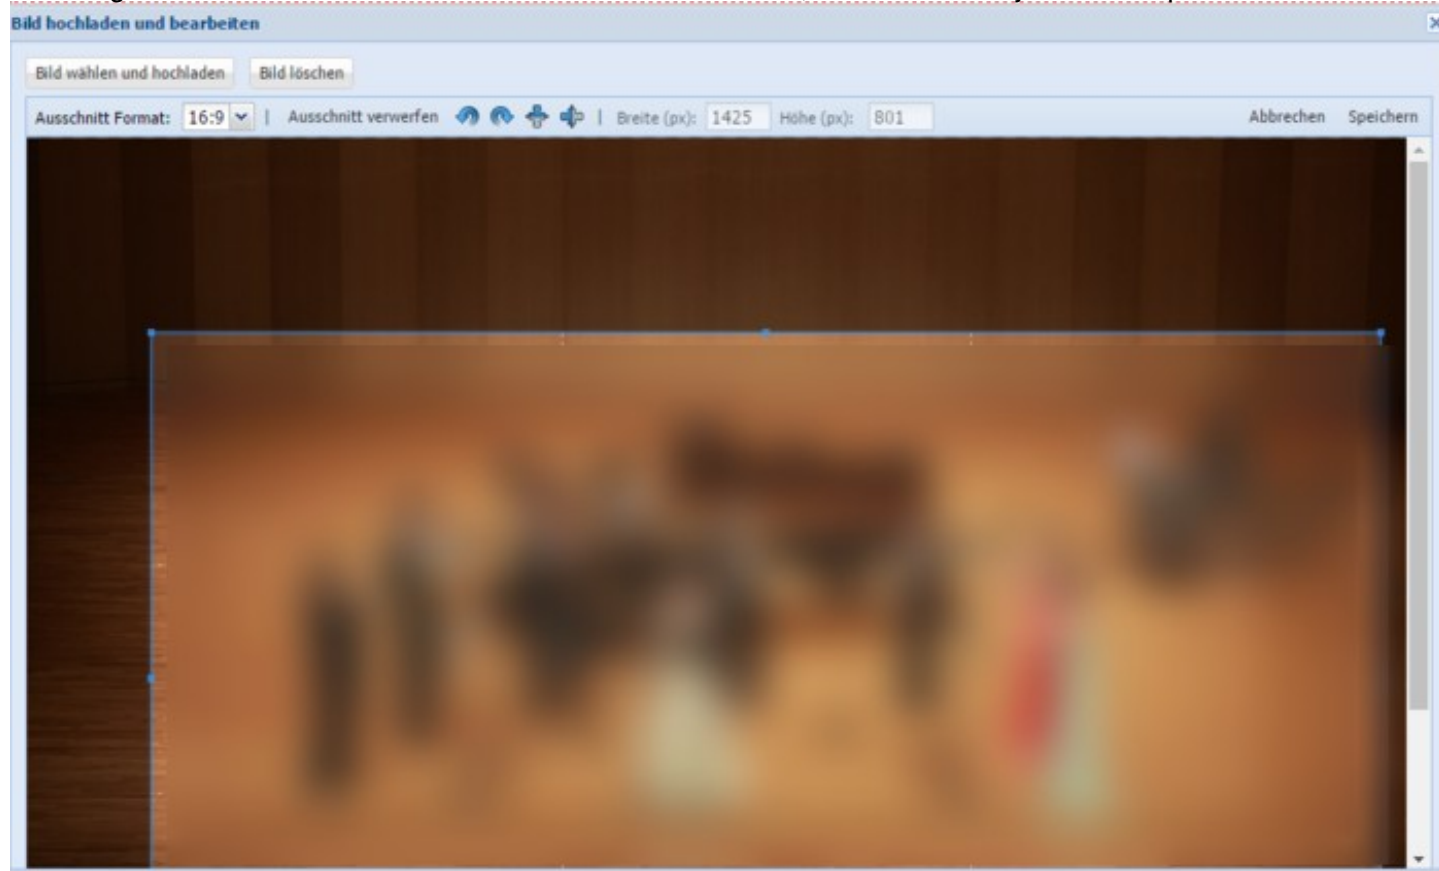 Bild hochladen und bearbeiten
Bild wählen und hochladen Bild löschen
Ausschnitt Format: 16:9 | Ausschnitt verwerfen | Breite (px): 1425 Höhe (px): 801 Abbrechen Speichern